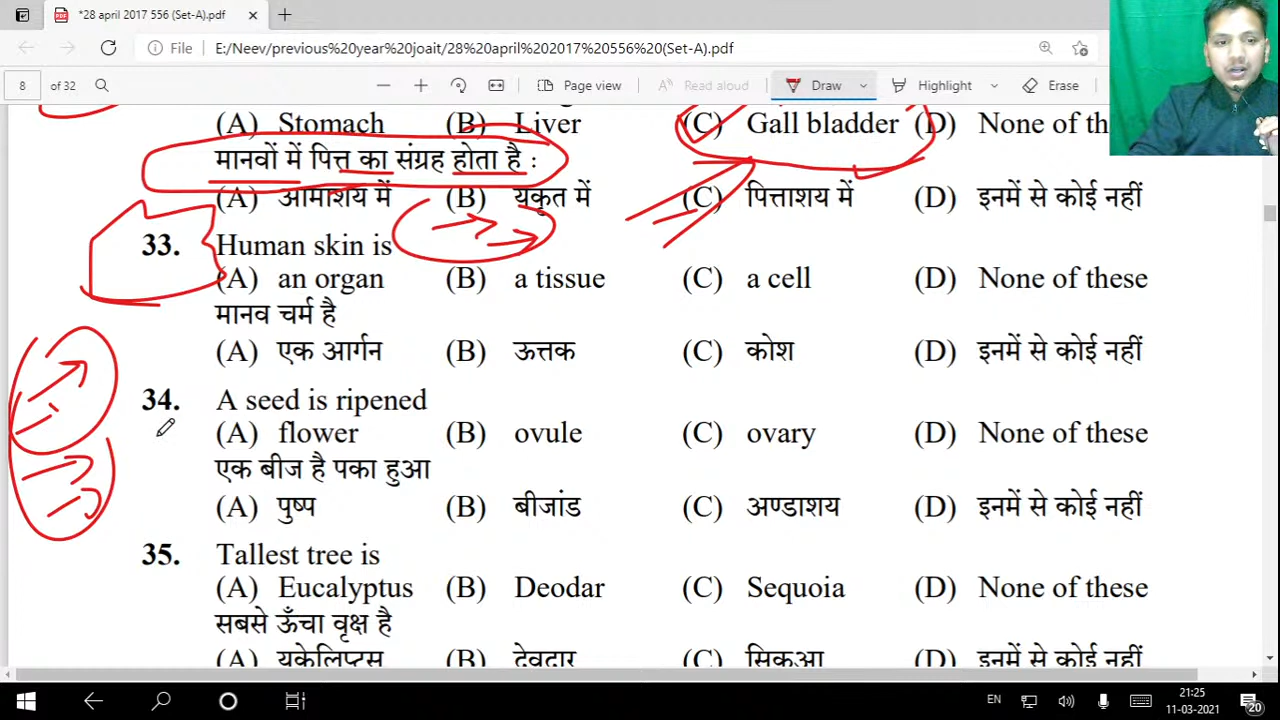 *28 april 2017 556 (Set-A).pdf
File E:/Neev/previous%20year%20joait/28%20april%202017%20556%20(Set-A).pdf
8 of 32 Page view Read aloud Draw Highlight Erase
(A) Stomach (B) Liver (C) Gall bladder (D) None of th
मानवों में पित्त का संग्रह होता है :
(A) आमाशय में (B) यकृत में (C) पित्ताशय में (D) इनमें से कोई नहीं
33. Human skin is
(A) an organ (B) a tissue (C) a cell (D) None of these
मानव चर्म है
(A) एक आर्गन (B) ऊत्तक (C) कोश (D) इनमें से कोई नहीं
34. A seed is ripened
(A) flower (B) ovule (C) ovary (D) None of these
एक बीज है पका हुआ
(A) पुष्प (B) बीजांड (C) अण्डाशय (D) इनमें से कोई नहीं
35. Tallest tree is
(A) Eucalyptus (B) Deodar (C) Sequoia (D) None of these
सबसे ऊँचा वृक्ष है
(A) यूकेलिप्टस (B) देवदार (C) सिकुआ (D) इनमें से कोई नहीं
EN 21:25
11-03-2021 20